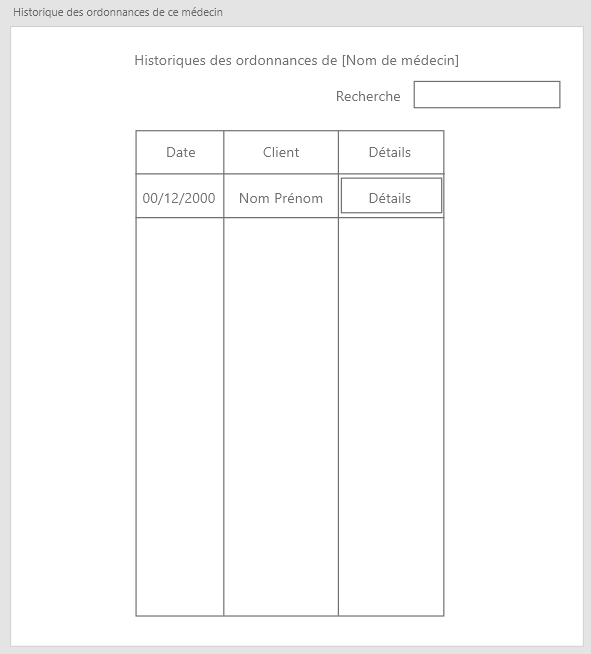 Historique des ordonnances de ce médecin
Historiques des ordonnances de [Nom de médecin]
Recherche
Date Client Détails
00/12/2000 Nom Prénom Détails